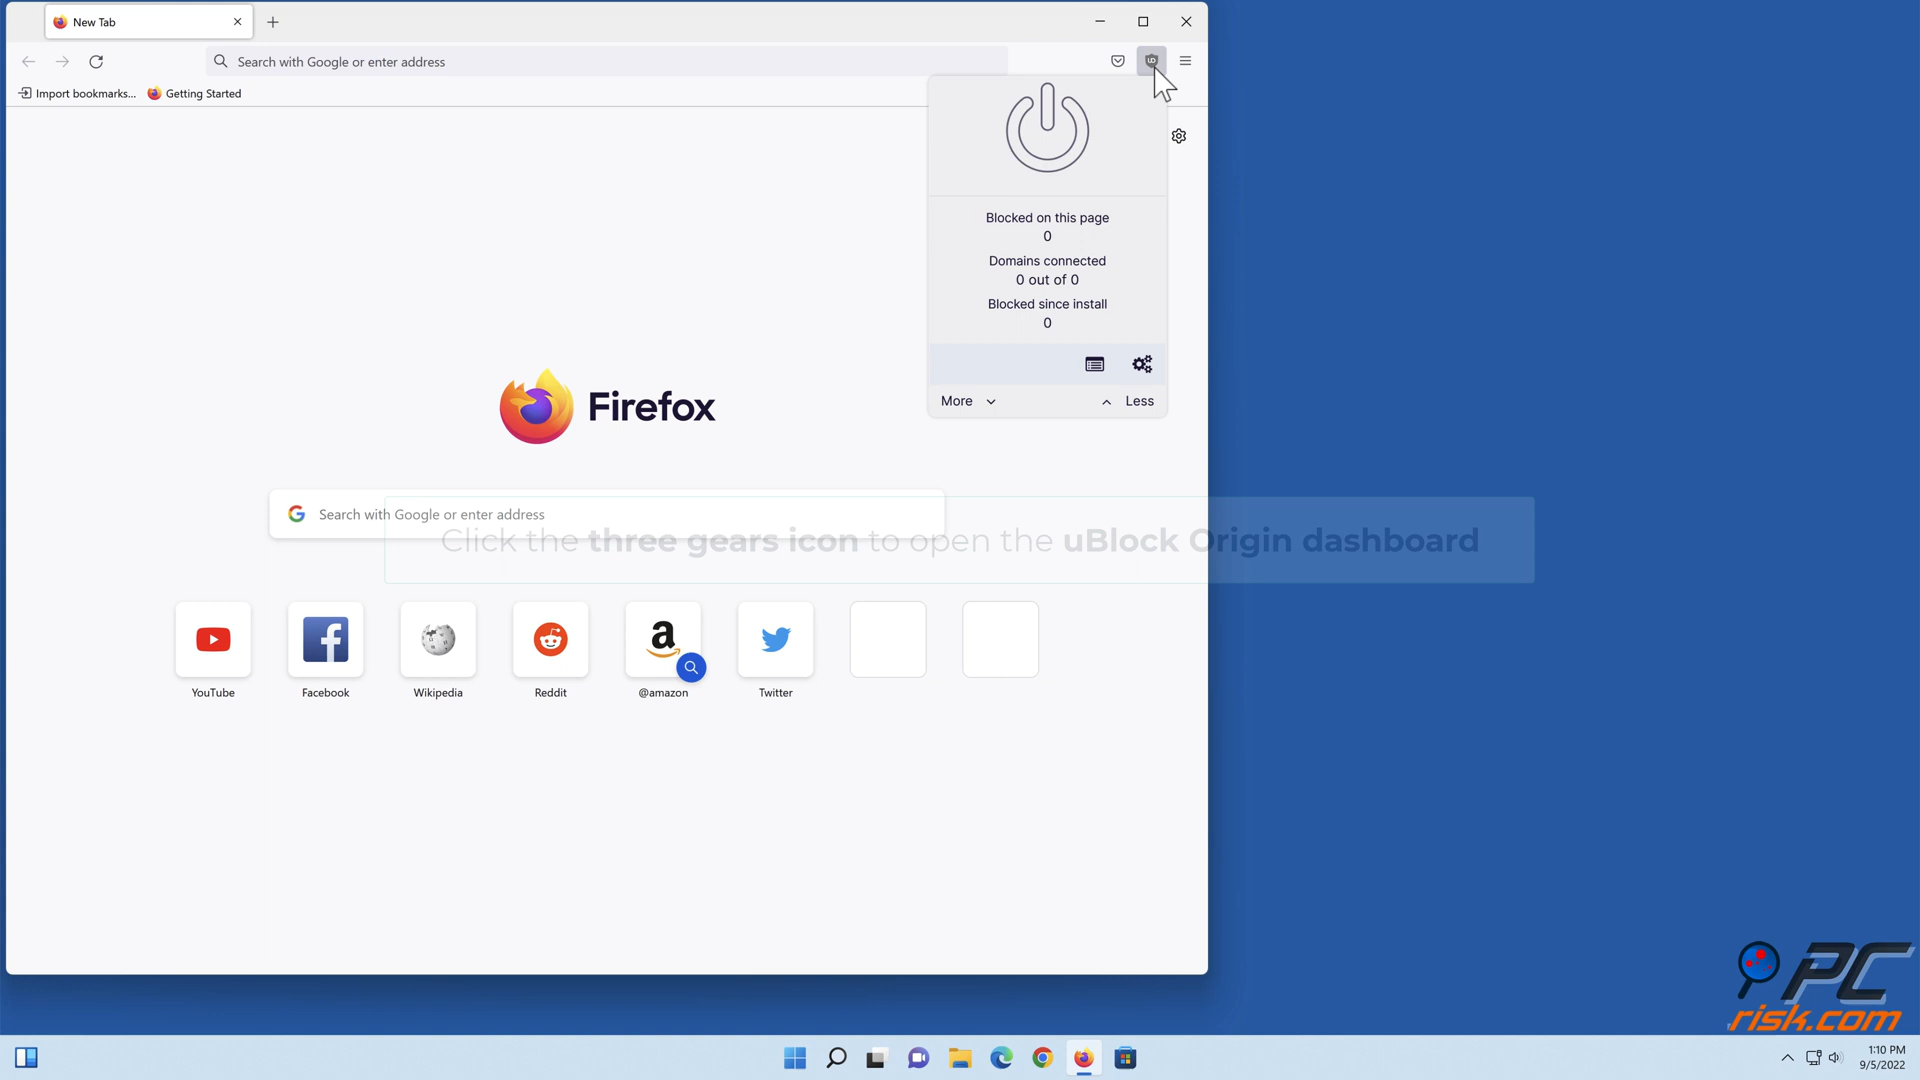 New Tab
Search with Google or enter address
Import bookmarks...
Getting Started
Blocked on this page
0
Domains connected
0 out of 0
Blocked since install
0
More
Less
Firefox
Search with Google or enter address
Click the three gears icon to open the uBlock Origin dashboard
YouTube
Facebook
Wikipedia
Reddit
@amazon
Twitter
PC
risk.com
1:10 PM
9/5/2022